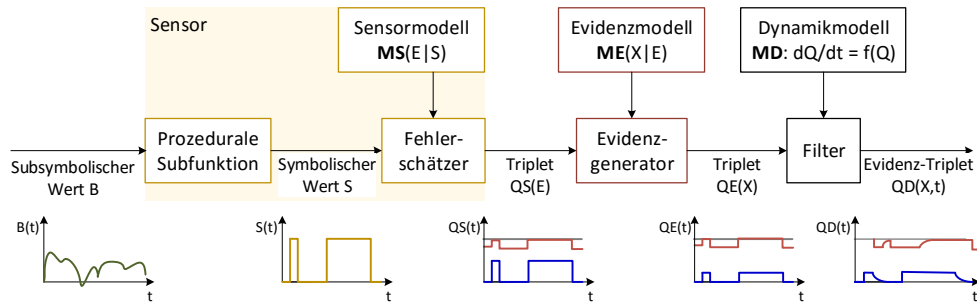 Sensor
Sensormodell
MS(E|S)
Evidenzmodell
ME(X|E)
Dynamikmodell
MD: dQ/dt = f(Q)
Prozedurale
Subfunktion
Fehler-
schätzer
Evidenz-
generator
Filter
Subsymbolischer
Wert B
Symbolischer
Wert S
Triplet
QS(E)
Triplet
QE(X)
Evidenz-Triplet
QD(X,t)
B(t)
t
S(t)
t
QS(t)
t
QE(t)
t
QD(t)
t